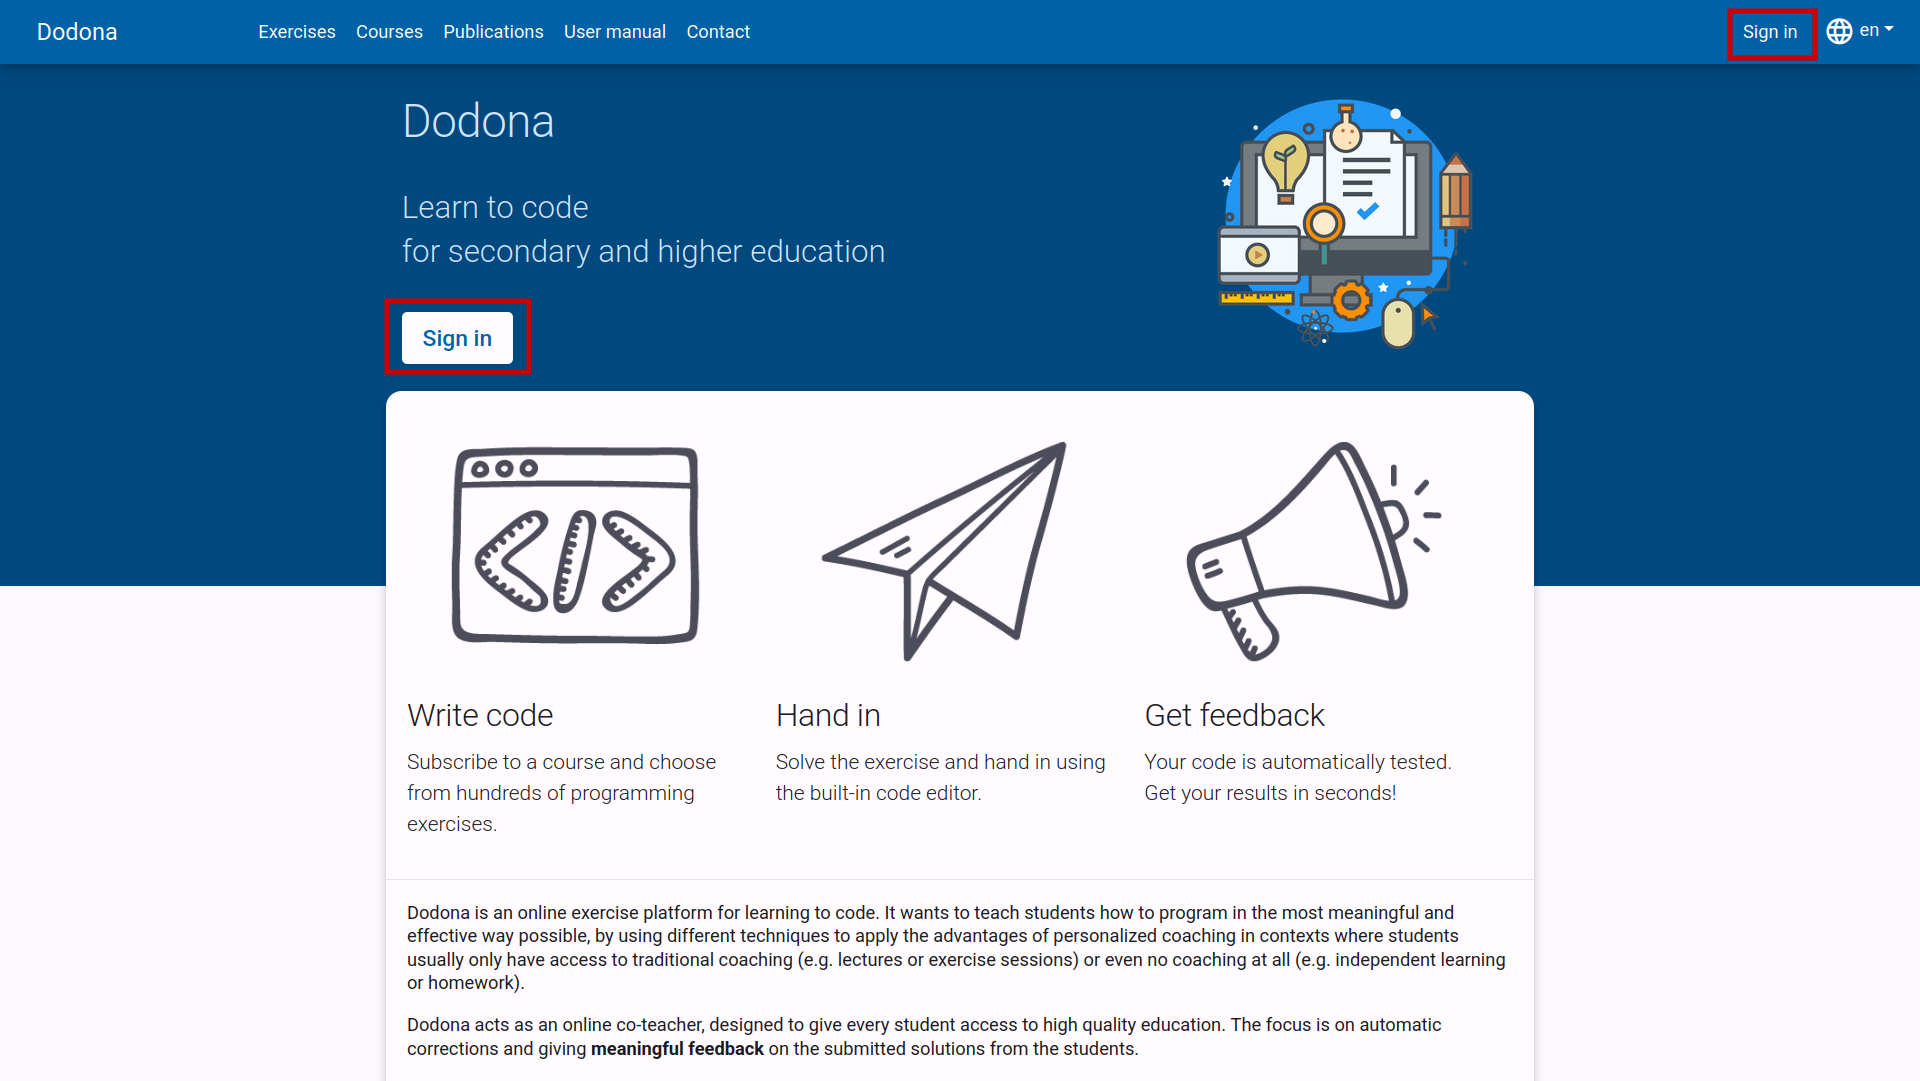 Dodona
Exercises Courses Publications User manual Contact
Sign in
en
Dodona
Learn to code
for secondary and higher education
Sign in
Write code
Subscribe to a course and choose
from hundreds of programming
exercises.
Hand in
Solve the exercise and hand in using
the built-in code editor.
Get feedback
Your code is automatically tested.
Get your results in seconds!
Dodona is an online exercise platform for learning to code. It wants to teach students how to program in the most meaningful and
effective way possible, by using different techniques to apply the advantages of personalized coaching in contexts where students
usually only have access to traditional coaching (e.g. lectures or exercise sessions) or even no coaching at all (e.g. independent learning
or homework).
Dodona acts as an online co-teacher, designed to give every student access to high quality education. The focus is on automatic
corrections and giving meaningful feedback on the submitted solutions from the students.